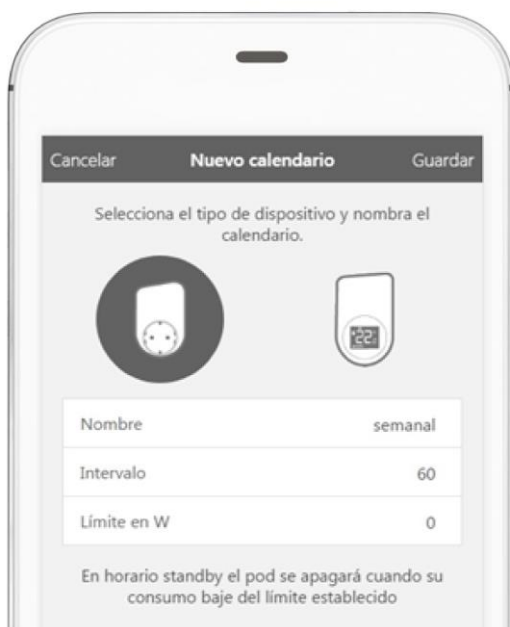 Cancelar Nuevo calendario Guardar
Selecciona el tipo de dispositivo y nombra el
calendario.
22
Nombre semanal
Intervalo 60
Límite en W 0
En horario standby el pod se apagará cuando su
consumo baje del límite establecido